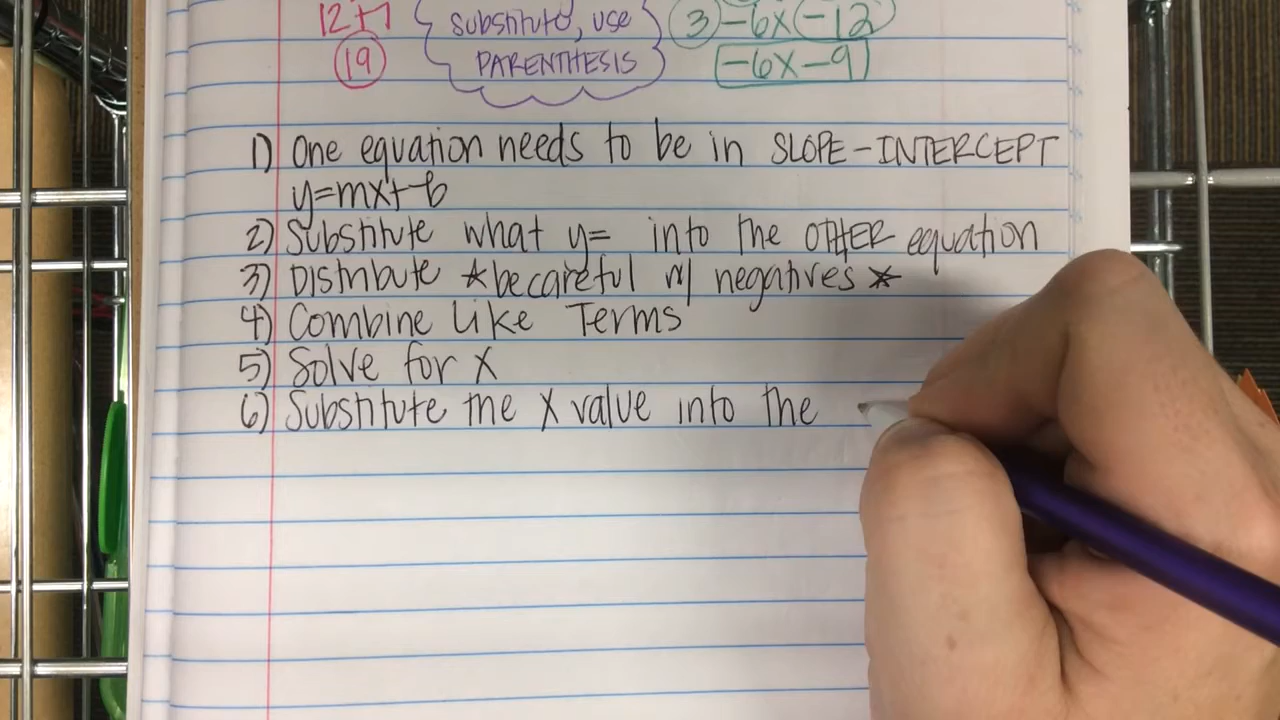 12+7
19
substitute, use
PARENTHESIS
3 -6x -12
-6x -9
1) One equation needs to be in SLOPE-INTERCEPT
y=mx+b
2) Substitute what y= into the OTHER equation
3) Distribute *be careful w/ negatives*
4) Combine Like Terms
5) Solve for x
6) Substitute the x value into the